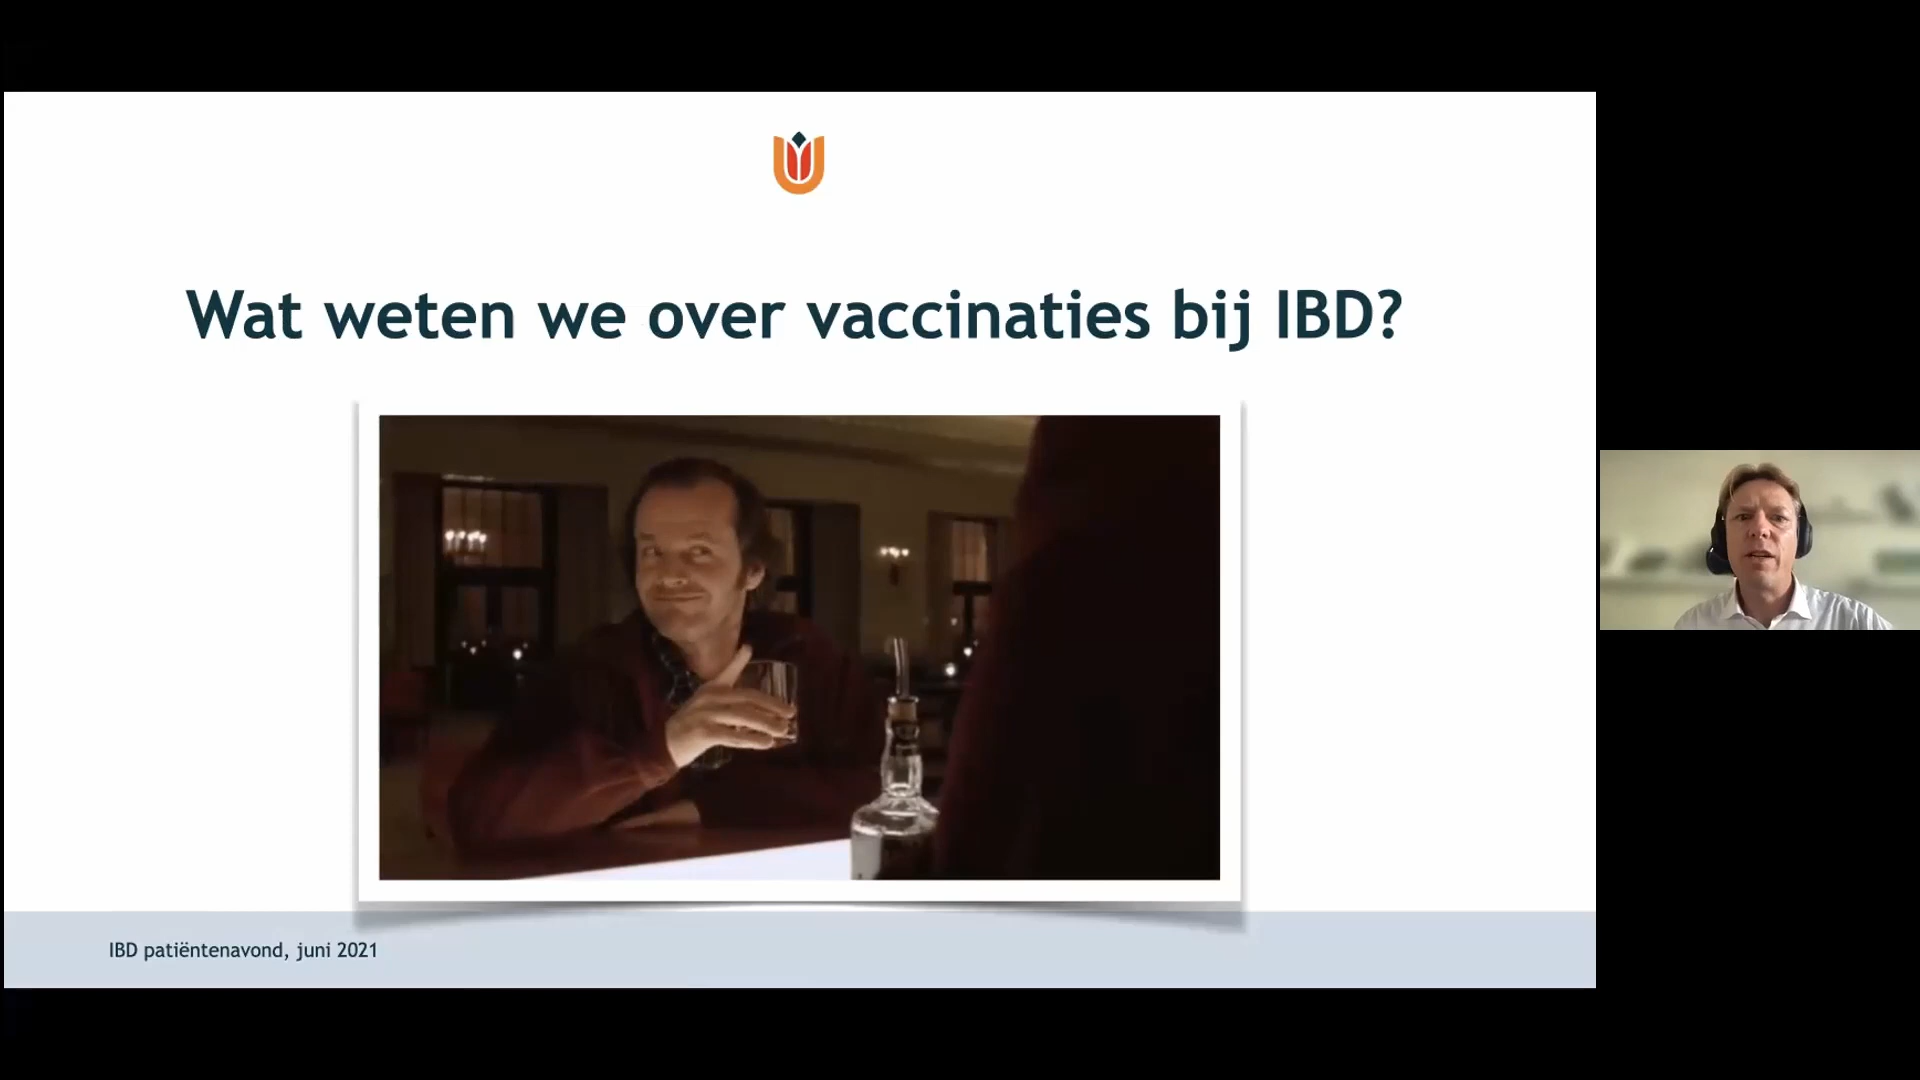 Wat weten we over vaccinaties bij IBD?
IBD patiëntenavond, juni 2021